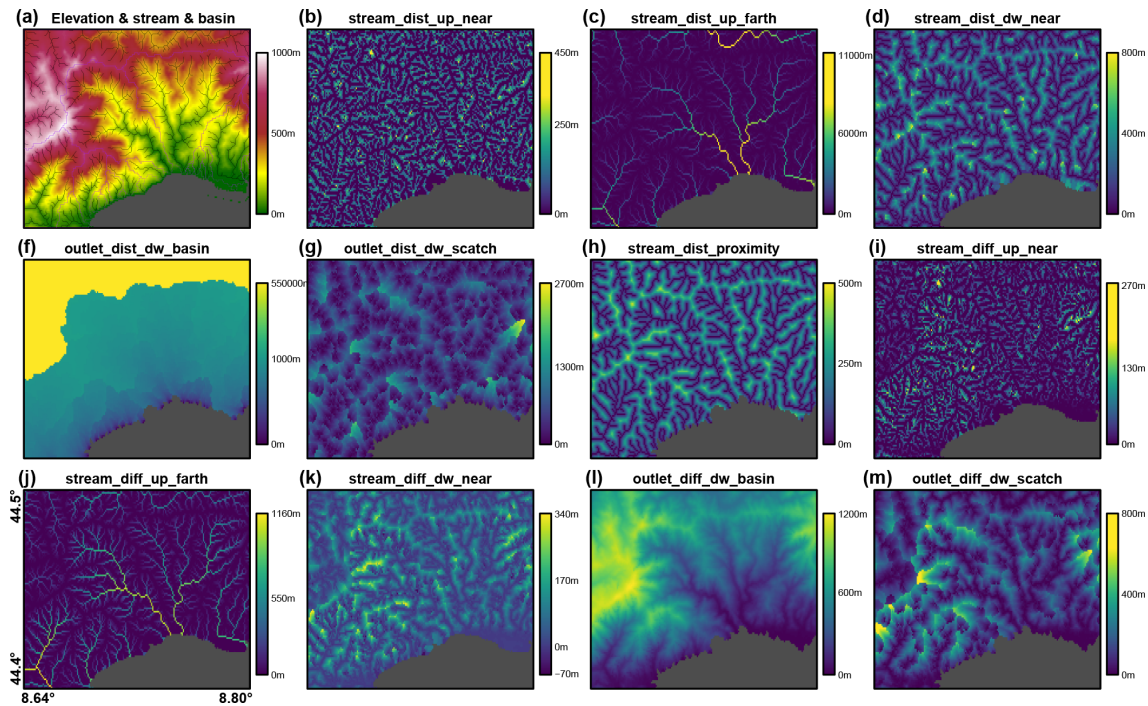 (a) Elevation & stream & basin
1000m
500m
0m
(b) stream_dist_up_near
450m
250m
0m
(c) stream_dist_up_farth
11000m
6000m
0m
(d) stream_dist_dw_near
800m
400m
0m
(f) outlet_dist_dw_basin
550000m
1000m
0m
(g) outlet_dist_dw_scatch
2700m
1300m
0m
(h) stream_dist_proximity
500m
250m
0m
(i) stream_diff_up_near
270m
130m
0m
(j) stream_diff_up_farth
1160m
550m
0m
44.5°
44.4°
8.64°
8.80°
(k) stream_diff_dw_near
340m
170m
0m
−70m
(l) outlet_diff_dw_basin
1200m
600m
0m
(m) outlet_diff_dw_scatch
800m
400m
0m